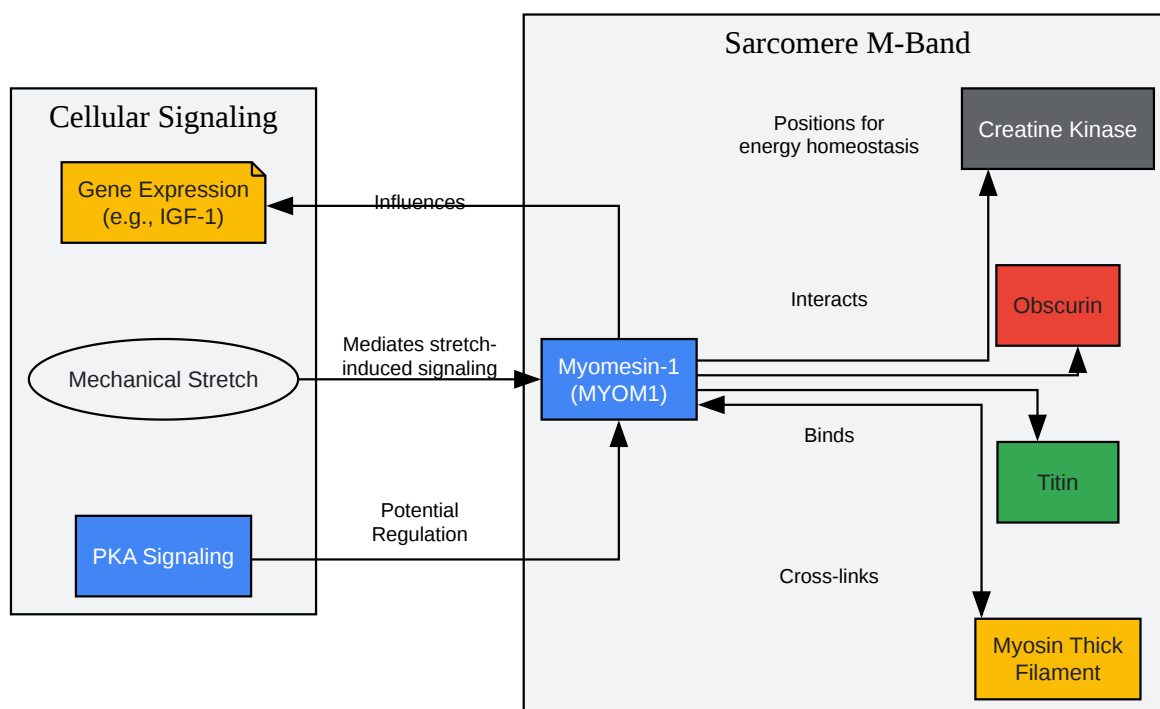 Sarcomere M-Band
Cellular Signaling
Gene Expression
(e.g., IGF-1)
Influences
Mechanical Stretch
Mediates stretch-
induced signaling
PKA Signaling
Potential
Regulation
Myomesin-1
(MYOM1)
Positions for
energy homeostasis
Creatine Kinase
Interacts
Obscurin
Binds
Titin
Cross-links
Myosin Thick
Filament